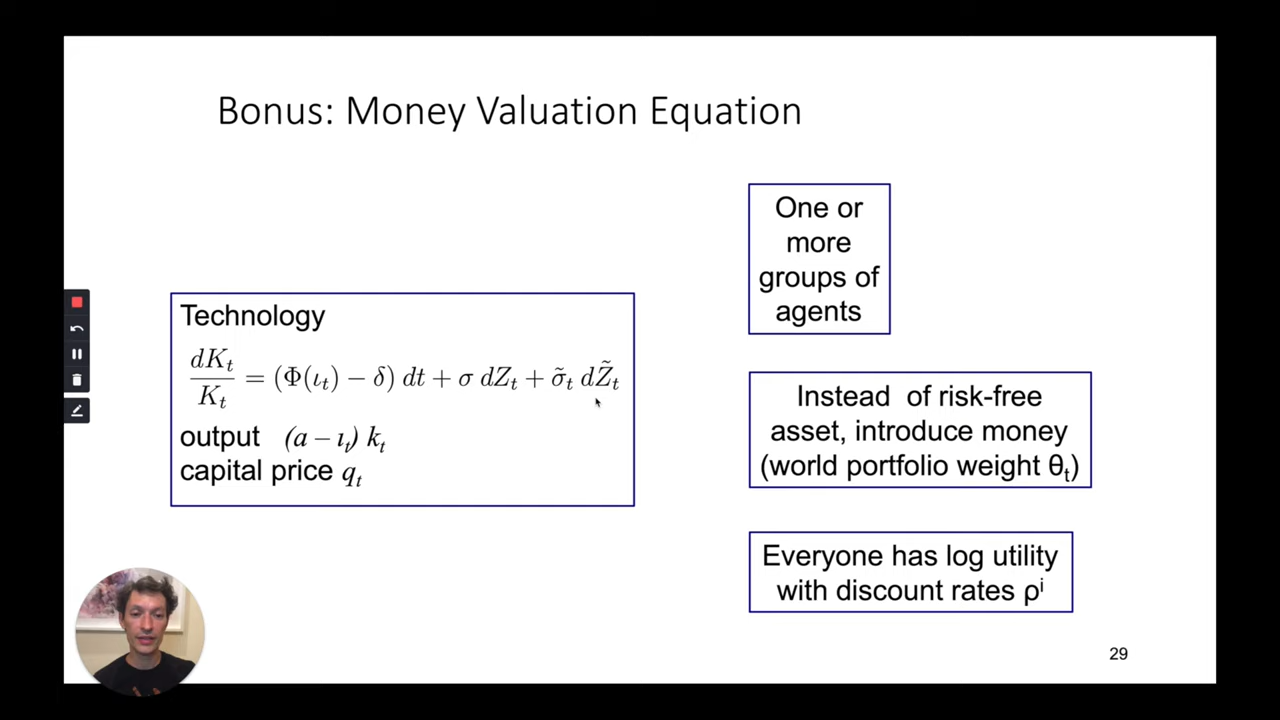 Bonus: Money Valuation Equation
Technology
dK_t/K_t = (Φ(ι_t) − δ) dt + σ dZ_t + σ̃_t dZ̃_t
output (a – ι_t) k_t
capital price q_t
One or
more
groups of
agents
Instead of risk-free
asset, introduce money
(world portfolio weight θ_t)
Everyone has log utility
with discount rates ρ^i
29